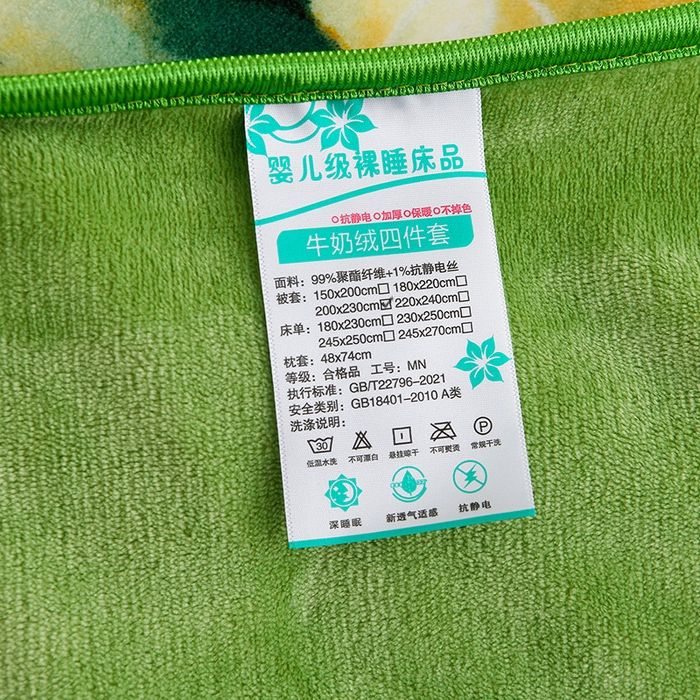 婴儿级裸睡床品
○抗静电○加厚○保暖○不掉色
牛奶绒四件套
面料：99%聚酯纤维+1%抗静电丝
被套：150x200cm□ 180x220cm□
200x230cm☑ 220x240cm□
床单：180x230cm□ 230x250cm□
245x250cm□ 245x270cm□
枕套：48x74cm
等级：合格品 工号：MN
执行标准：GB/T22796-2021
安全类别：GB18401-2010 A类
洗涤说明：
30 P
低温水洗 不可漂白 悬挂晾干 不可熨烫 常规干洗
深睡眠 新透气适感 抗静电